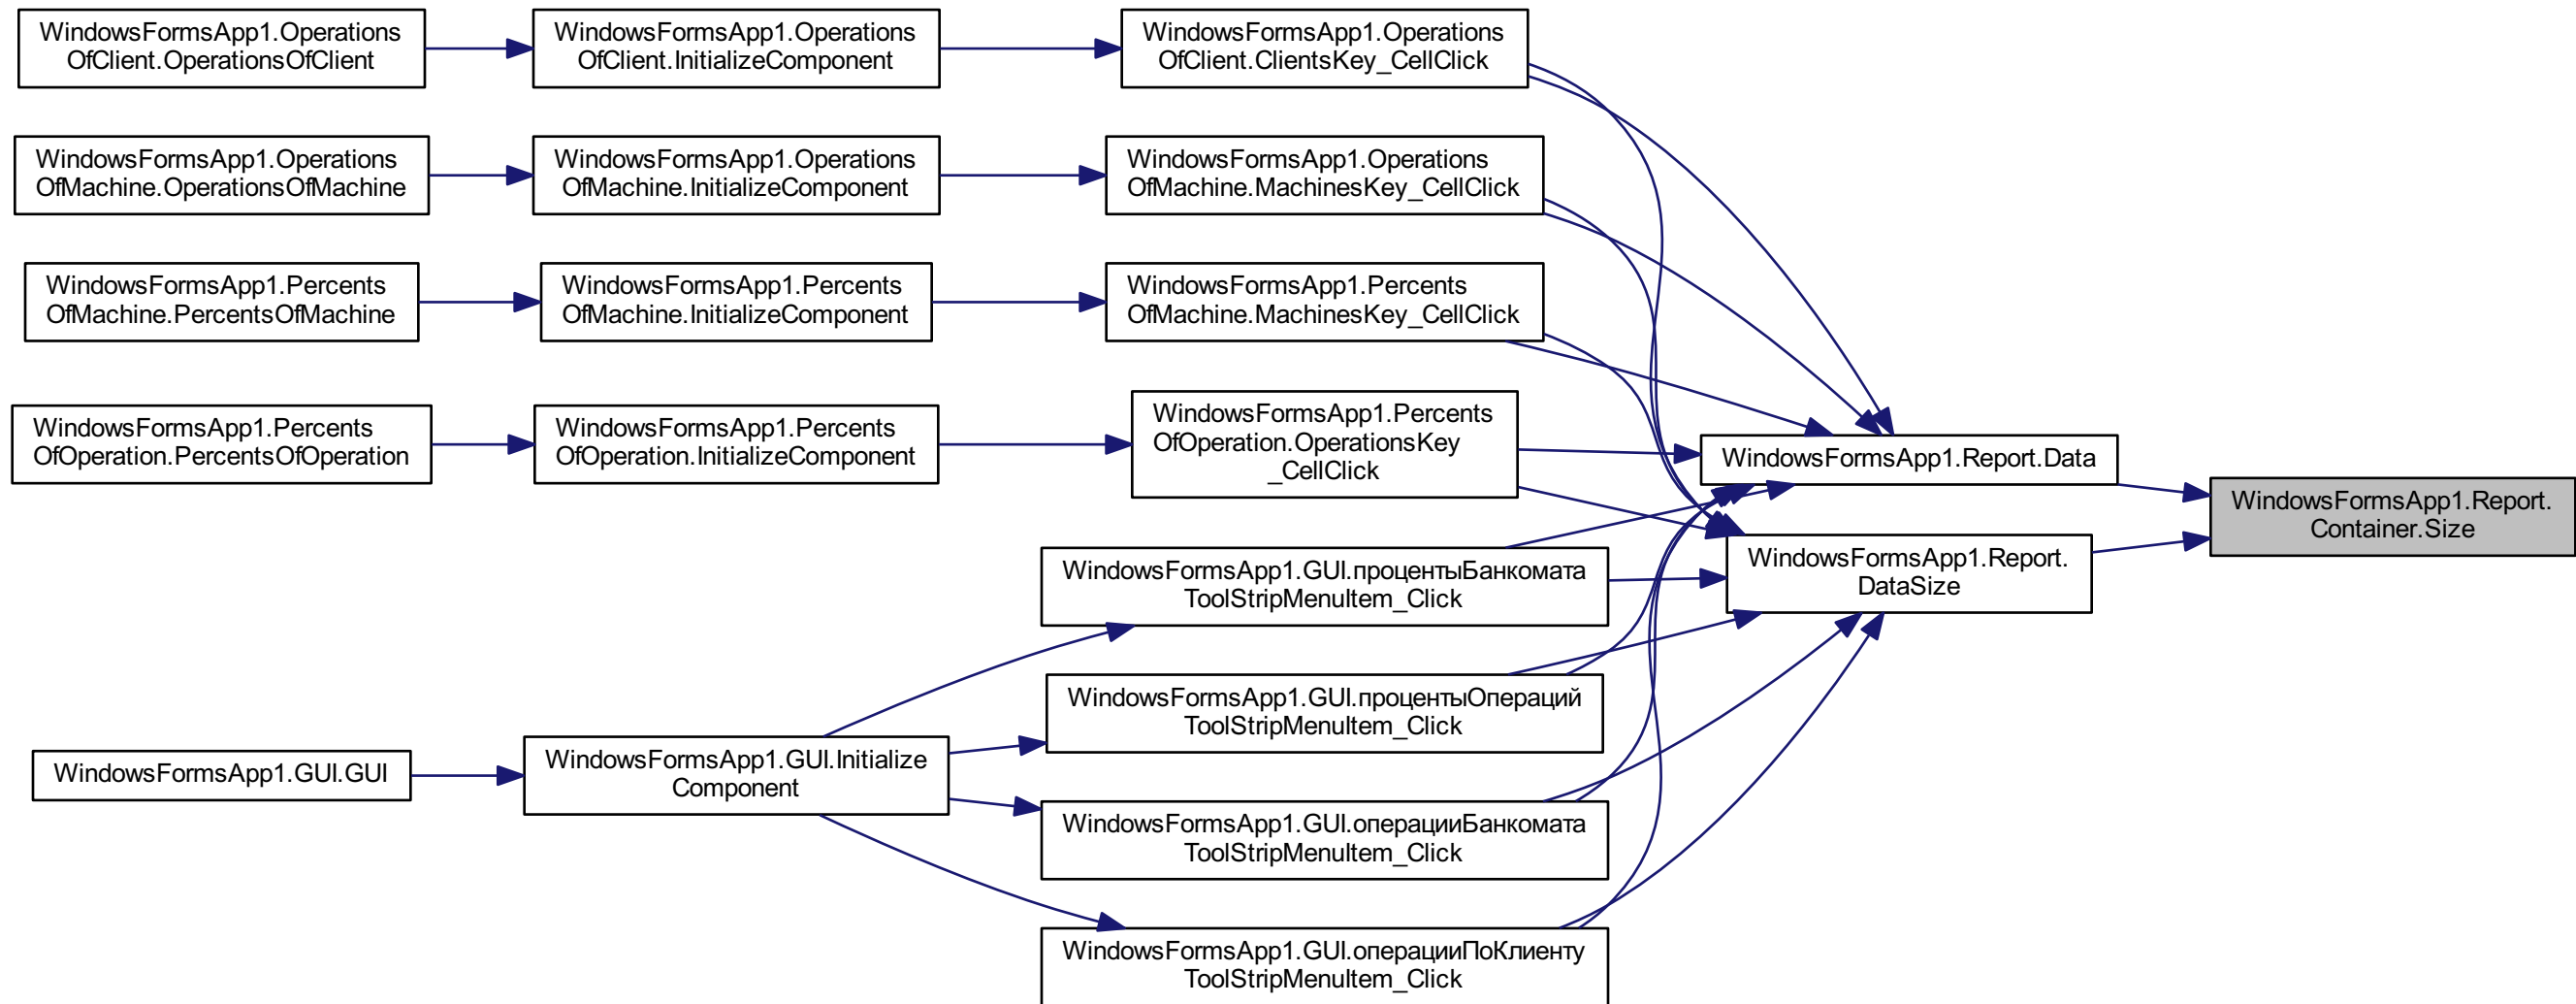 WindowsFormsApp1.Operations
OfClient.OperationsOfClient
WindowsFormsApp1.Operations
OfClient.InitializeComponent
WindowsFormsApp1.Operations
OfClient.ClientsKey_CellClick
WindowsFormsApp1.Operations
OfMachine.OperationsOfMachine
WindowsFormsApp1.Operations
OfMachine.InitializeComponent
WindowsFormsApp1.Operations
OfMachine.MachinesKey_CellClick
WindowsFormsApp1.Percents
OfMachine.PercentsOfMachine
WindowsFormsApp1.Percents
OfMachine.InitializeComponent
WindowsFormsApp1.Percents
OfMachine.MachinesKey_CellClick
WindowsFormsApp1.Percents
OfOperation.PercentsOfOperation
WindowsFormsApp1.Percents
OfOperation.InitializeComponent
WindowsFormsApp1.Percents
OfOperation.OperationsKey
_CellClick
WindowsFormsApp1.Report.Data
WindowsFormsApp1.Report.
Container.Size
WindowsFormsApp1.Report.
DataSize
WindowsFormsApp1.GUI.процентыБанкомата
ToolStripMenuItem_Click
WindowsFormsApp1.GUI.процентыОпераций
ToolStripMenuItem_Click
WindowsFormsApp1.GUI.GUI
WindowsFormsApp1.GUI.Initialize
Component
WindowsFormsApp1.GUI.операцииБанкомата
ToolStripMenuItem_Click
WindowsFormsApp1.GUI.операцииПоКлиенту
ToolStripMenuItem_Click